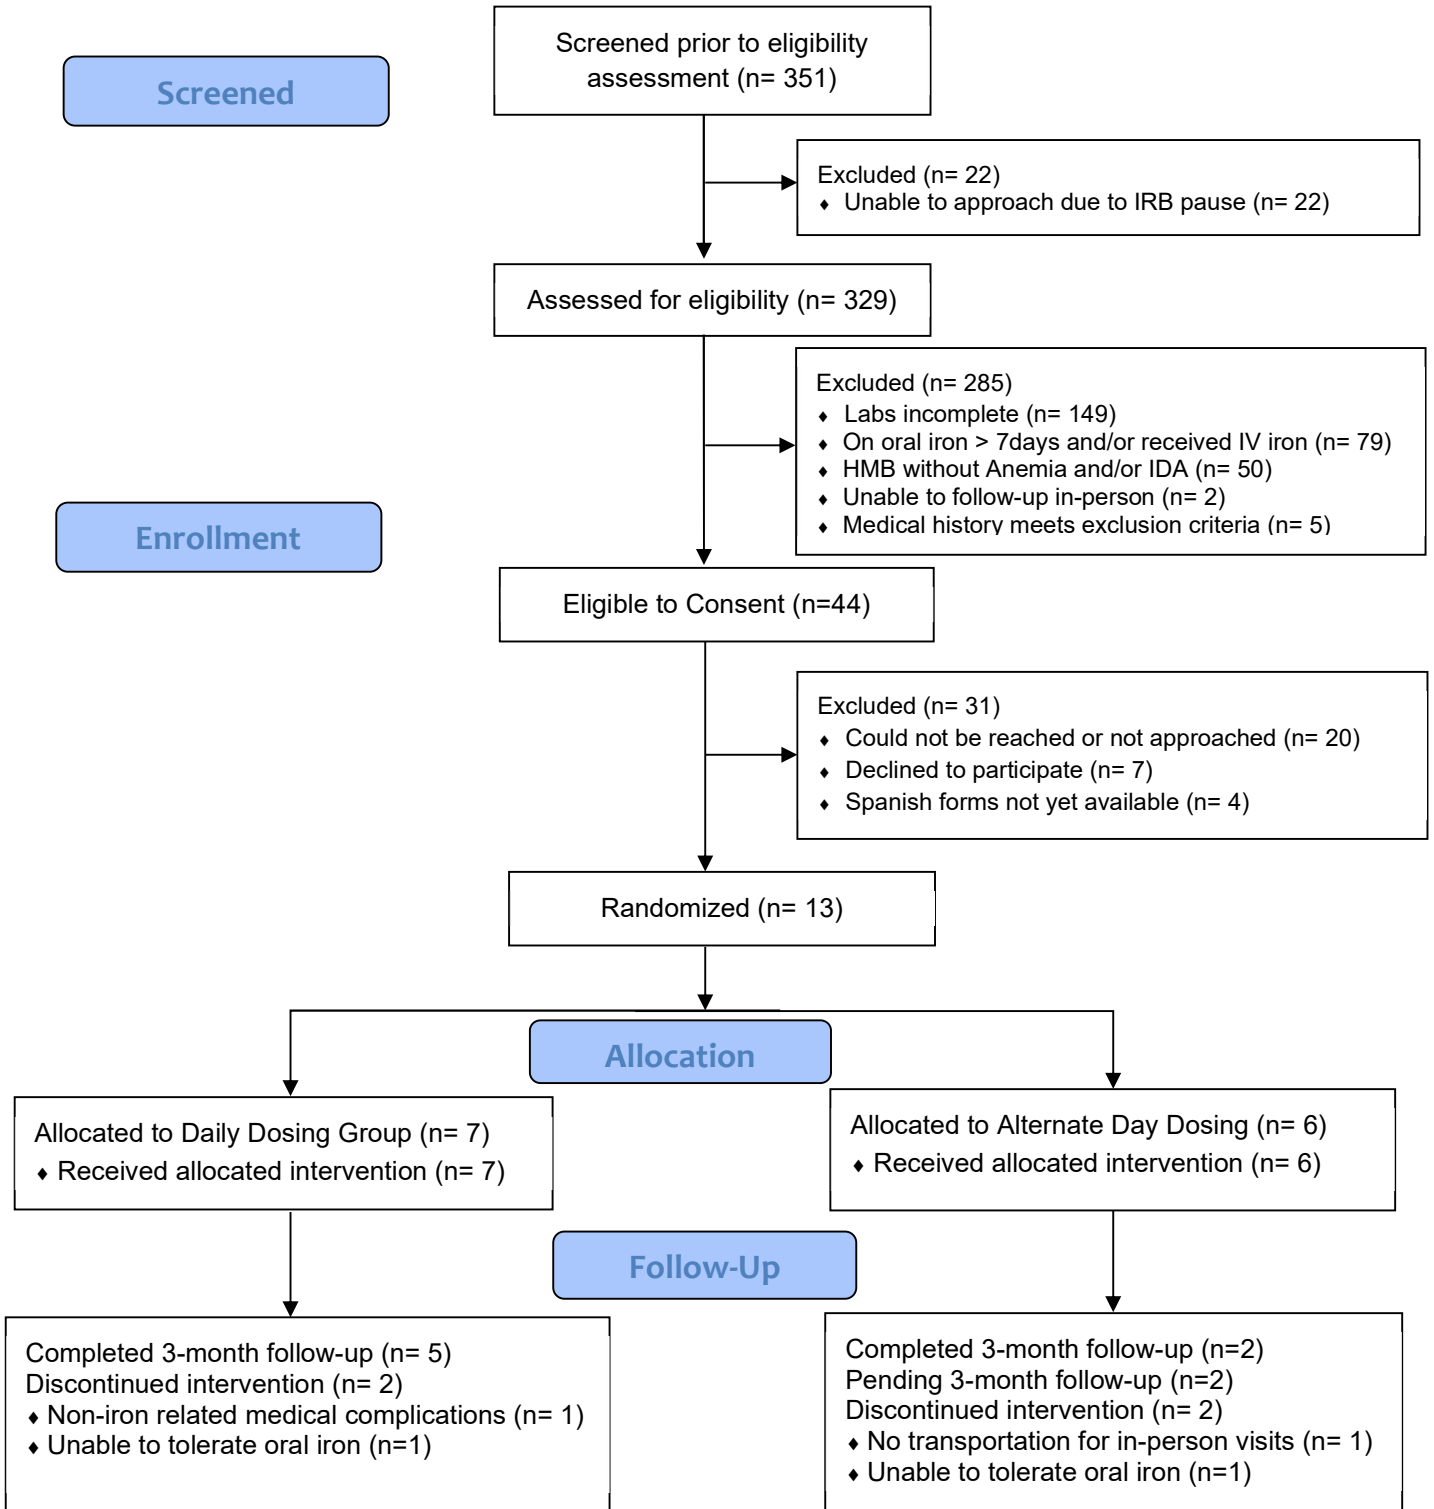 Screened prior to eligibility
assessment (n= 351)
Screened
Excluded (n= 22)
♦ Unable to approach due to IRB pause (n= 22)
Assessed for eligibility (n= 329)
Excluded (n= 285)
♦ Labs incomplete (n= 149)
♦ On oral iron > 7days and/or received IV iron (n= 79)
♦ HMB without Anemia and/or IDA (n= 50)
♦ Unable to follow-up in-person (n= 2)
♦ Medical history meets exclusion criteria (n= 5)
Enrollment
Eligible to Consent (n=44)
Excluded (n= 31)
♦ Could not be reached or not approached (n= 20)
♦ Declined to participate (n= 7)
♦ Spanish forms not yet available (n= 4)
Randomized (n= 13)
Allocation
Allocated to Daily Dosing Group (n= 7)
♦ Received allocated intervention (n= 7)
Allocated to Alternate Day Dosing (n= 6)
♦ Received allocated intervention (n= 6)
Follow-Up
Completed 3-month follow-up (n= 5)
Discontinued intervention (n= 2)
♦ Non-iron related medical complications (n= 1)
♦ Unable to tolerate oral iron (n=1)
Completed 3-month follow-up (n=2)
Pending 3-month follow-up (n=2)
Discontinued intervention (n= 2)
♦ No transportation for in-person visits (n= 1)
♦ Unable to tolerate oral iron (n=1)